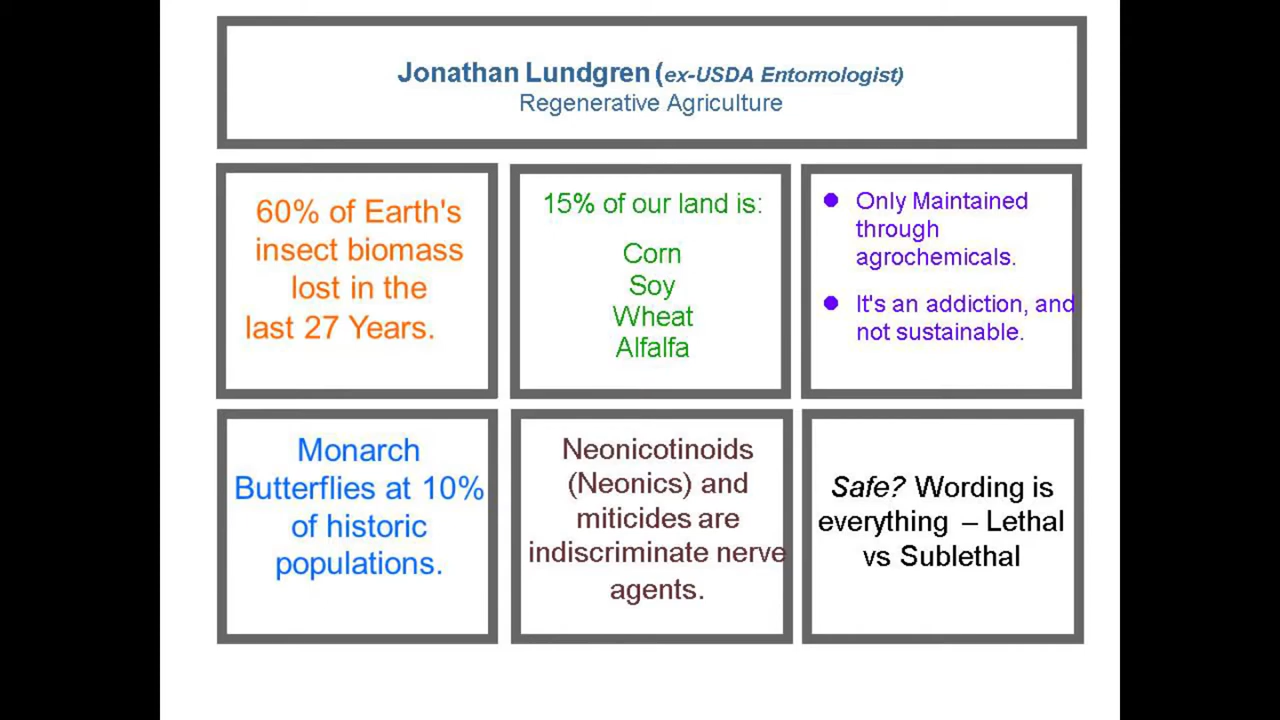 Jonathan Lundgren (ex-USDA Entomologist)
Regenerative Agriculture
60% of Earth's
insect biomass
lost in the
last 27 Years.
15% of our land is:
Corn
Soy
Wheat
Alfalfa
● Only Maintained
through
agrochemicals.
● It's an addiction, and
not sustainable.
Monarch
Butterflies at 10%
of historic
populations.
Neonicotinoids
(Neonics) and
miticides are
indiscriminate nerve
agents.
Safe? Wording is
everything – Lethal
vs Sublethal